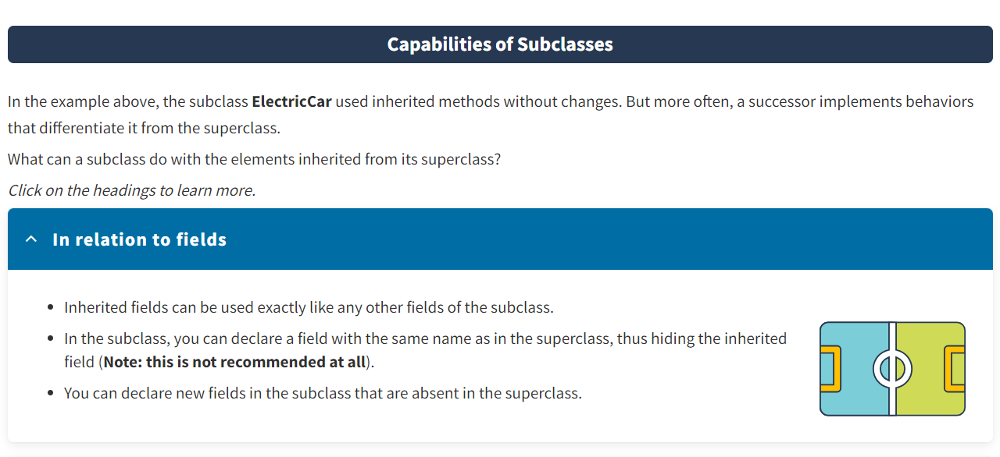 Capabilities of Subclasses
In the example above, the subclass ElectricCar used inherited methods without changes. But more often, a successor implements behaviors
that differentiate it from the superclass.
What can a subclass do with the elements inherited from its superclass?
Click on the headings to learn more.
In relation to fields
• Inherited fields can be used exactly like any other fields of the subclass.
• In the subclass, you can declare a field with the same name as in the superclass, thus hiding the inherited
field (Note: this is not recommended at all).
• You can declare new fields in the subclass that are absent in the superclass.